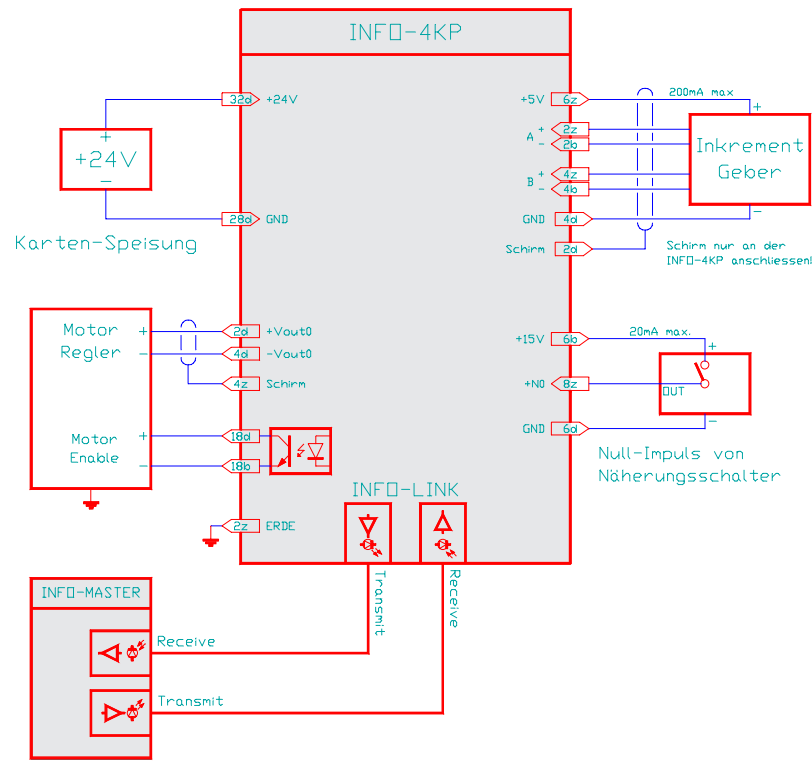 INFO-4KP
32d +24V
+
+24V
−
28d GND
Karten-Speisung
+5V 6z
200mA max
+
A + 2z
- 2b
B + 4z
- 4b
Inkrement
Geber
−
GND 4d
Schirm 2d
Schirm nur an der
INFO-4KP anschliessen!
Motor
Regler
+
−
2d +Vout0
4d -Vout0
4z Schirm
Motor
Enable
+
−
18d
18b
2z ERDE
+15V 6b
20mA max.
+
+N0 8z
OUT
−
GND 6d
Null-Impuls von
Näherungsschalter
INFO-LINK
Transmit
Receive
INFO-MASTER
Receive
Transmit